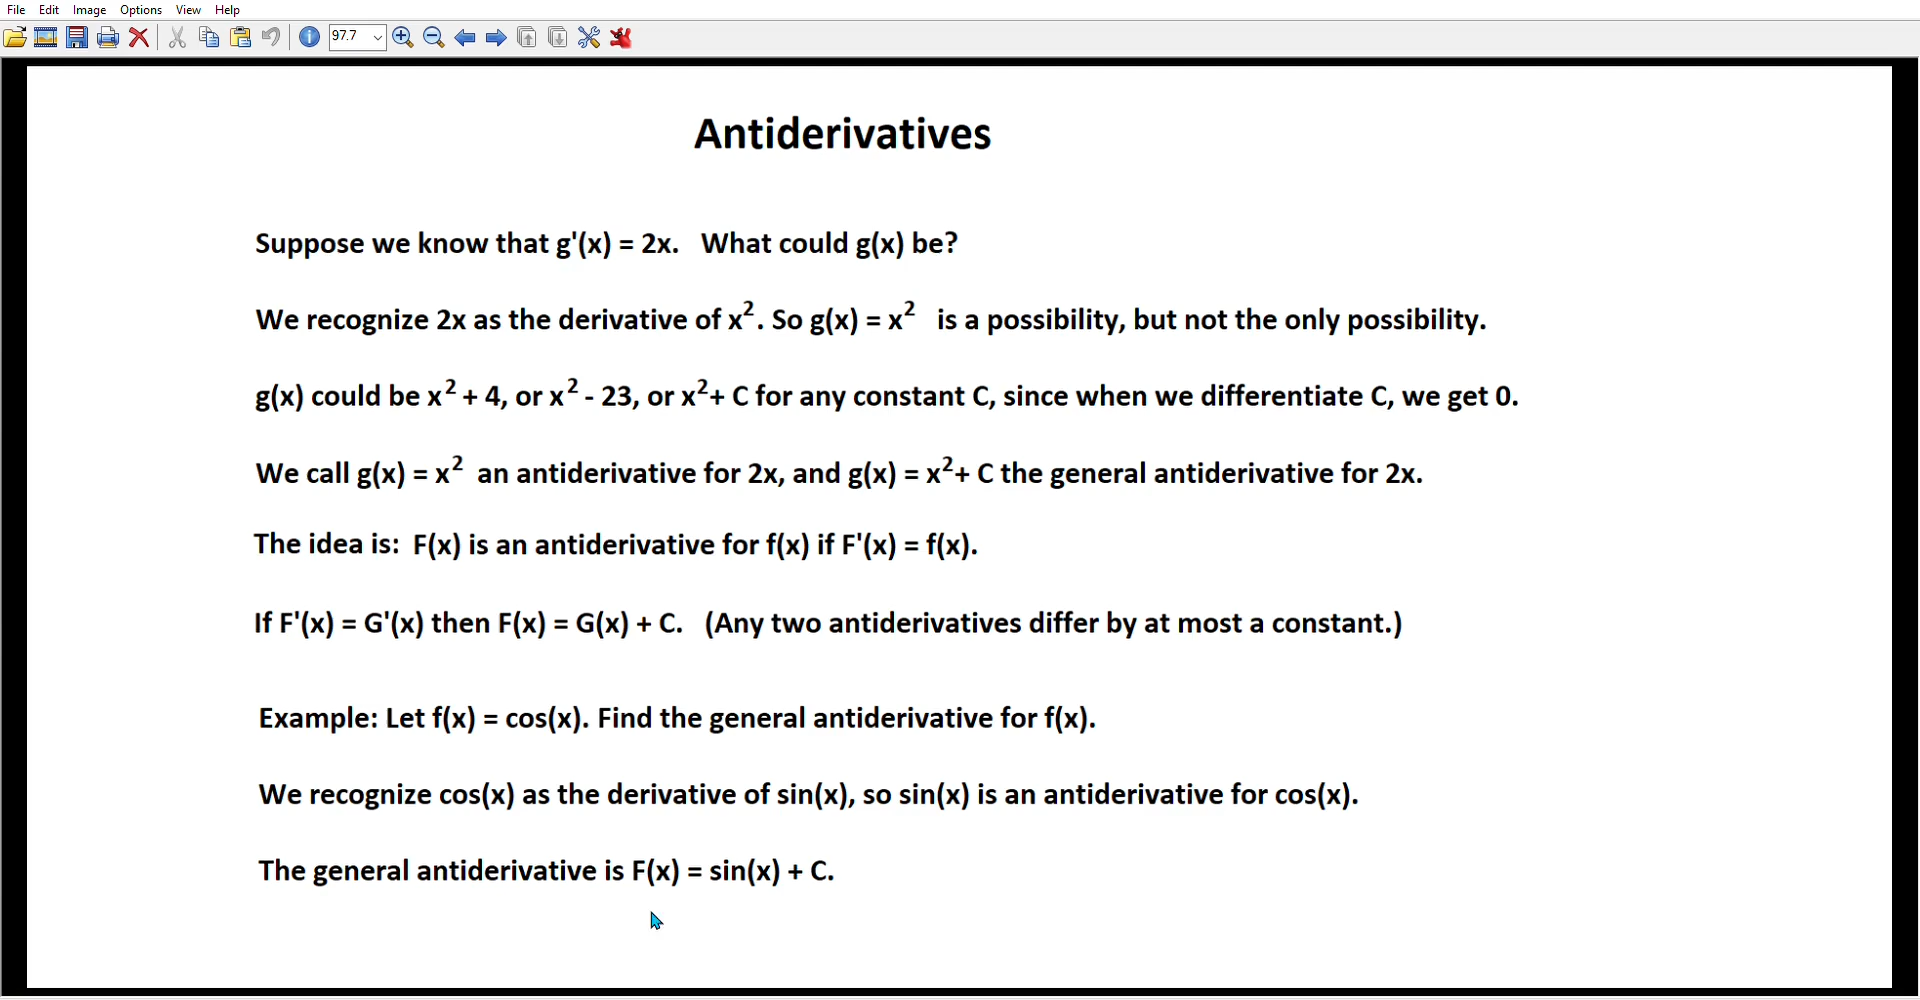 File Edit Image Options View Help
97.7
Antiderivatives
Suppose we know that g'(x) = 2x. What could g(x) be?
We recognize 2x as the derivative of x². So g(x) = x² is a possibility, but not the only possibility.
g(x) could be x² + 4, or x² - 23, or x²+ C for any constant C, since when we differentiate C, we get 0.
We call g(x) = x² an antiderivative for 2x, and g(x) = x²+ C the general antiderivative for 2x.
The idea is: F(x) is an antiderivative for f(x) if F'(x) = f(x).
If F'(x) = G'(x) then F(x) = G(x) + C. (Any two antiderivatives differ by at most a constant.)
Example: Let f(x) = cos(x). Find the general antiderivative for f(x).
We recognize cos(x) as the derivative of sin(x), so sin(x) is an antiderivative for cos(x).
The general antiderivative is F(x) = sin(x) + C.